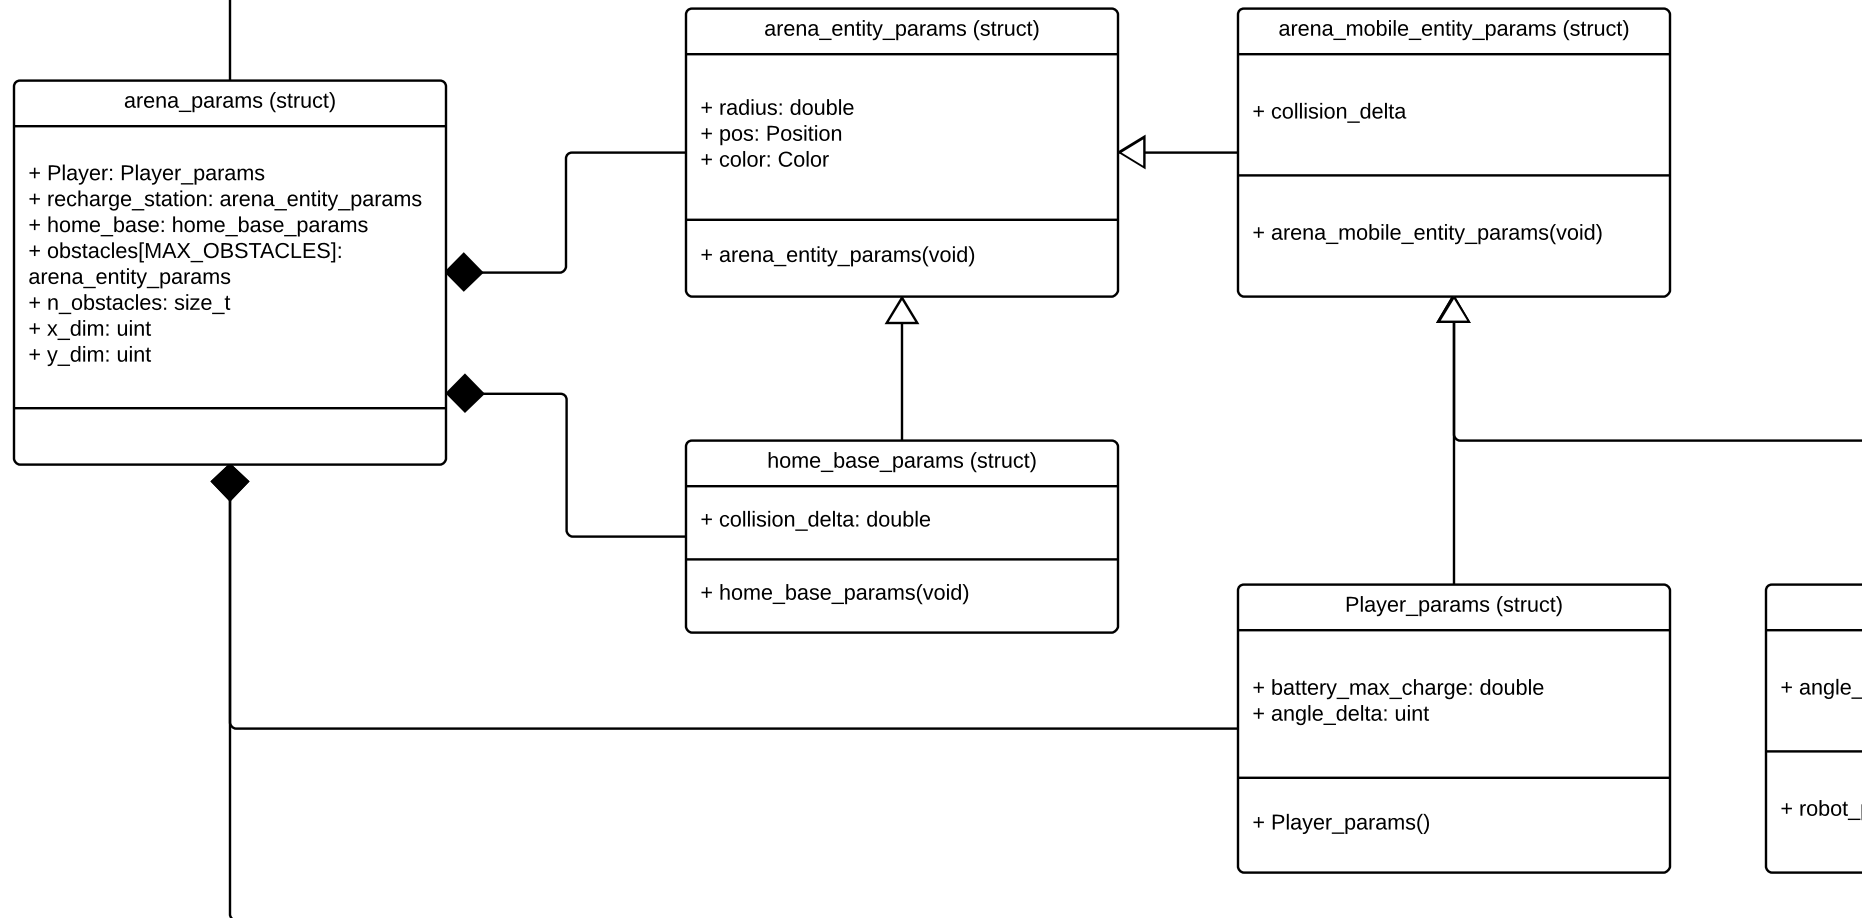 arena_params (struct)
+ Player: Player_params
+ recharge_station: arena_entity_params
+ home_base: home_base_params
+ obstacles[MAX_OBSTACLES]:
arena_entity_params
+ n_obstacles: size_t
+ x_dim: uint
+ y_dim: uint
arena_entity_params (struct)
+ radius: double
+ pos: Position
+ color: Color
+ arena_entity_params(void)
arena_mobile_entity_params (struct)
+ collision_delta
+ arena_mobile_entity_params(void)
home_base_params (struct)
+ collision_delta: double
+ home_base_params(void)
Player_params (struct)
+ battery_max_charge: double
+ angle_delta: uint
+ Player_params()
+ angle_
+ robot_